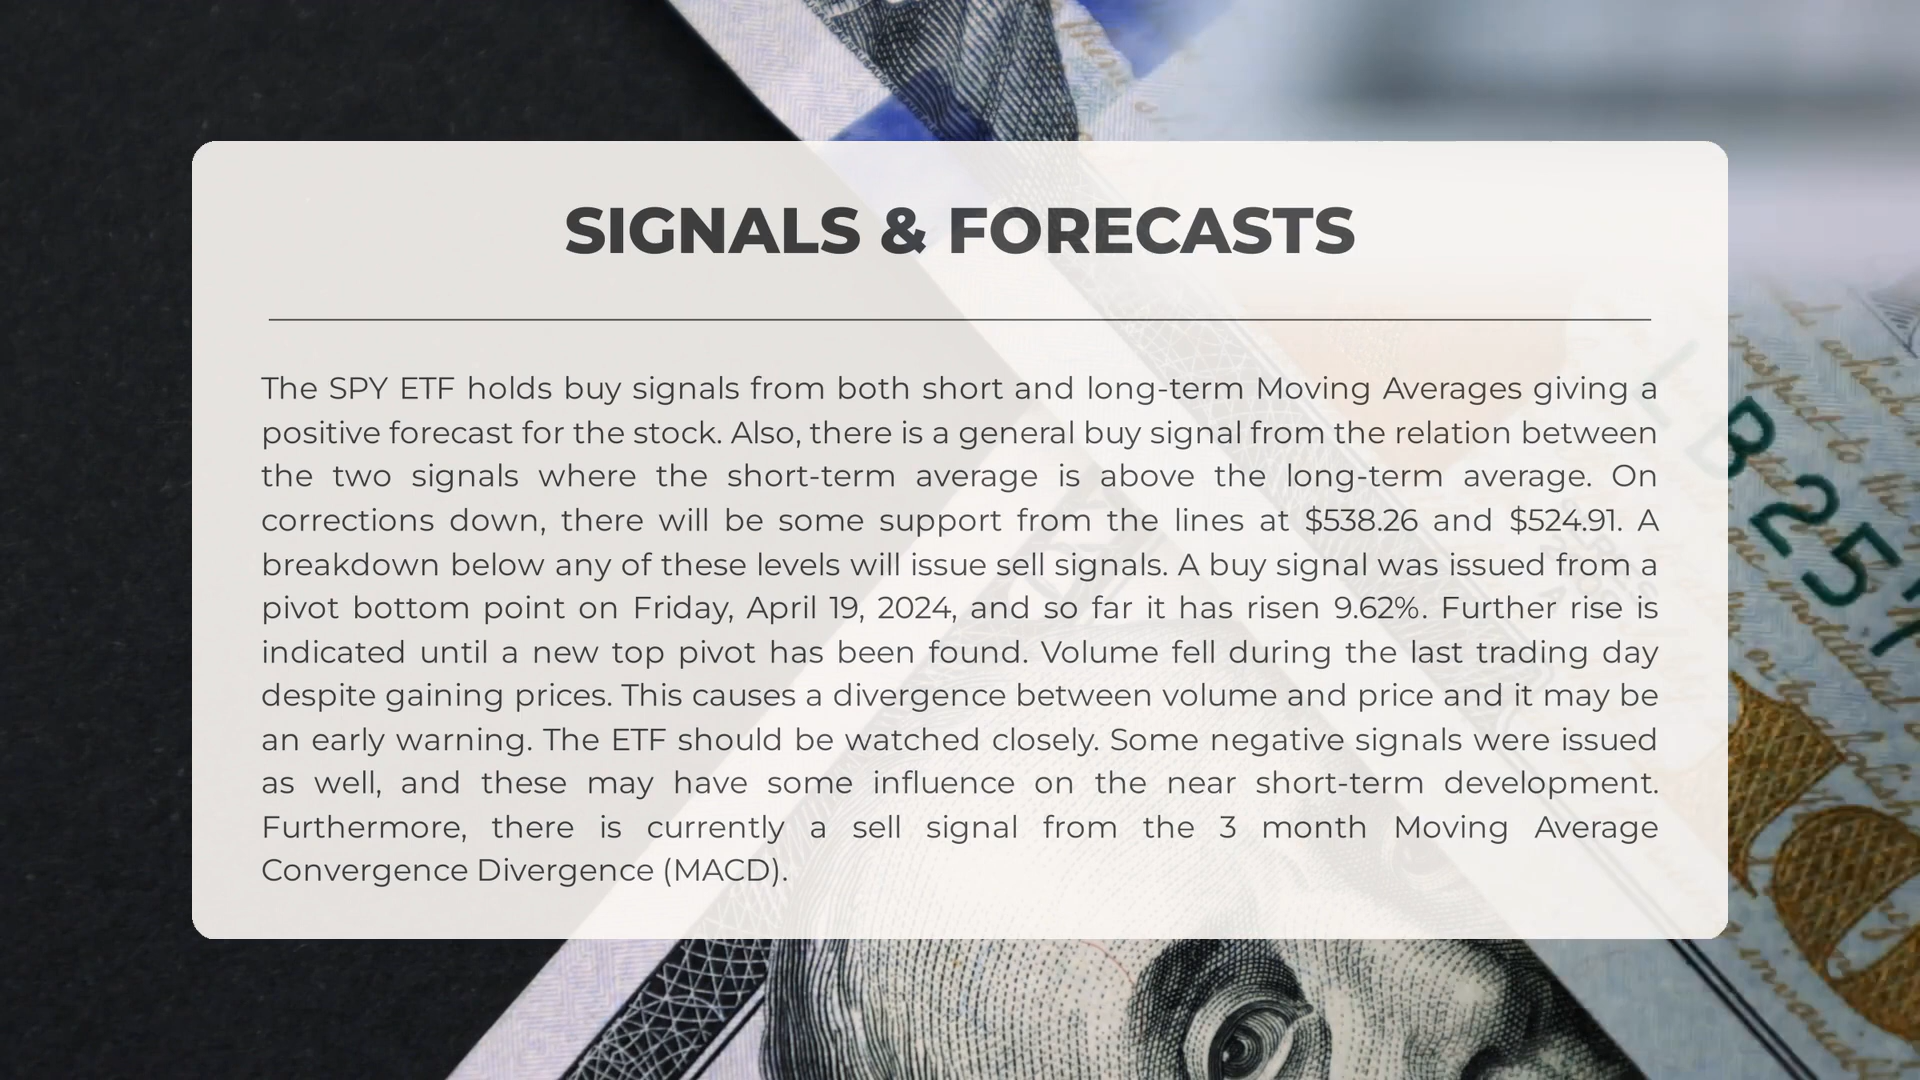 SIGNALS & FORECASTS
The SPY ETF holds buy signals from both short and long-term Moving Averages giving a
positive forecast for the stock. Also, there is a general buy signal from the relation between
the two signals where the short-term average is above the long-term average. On
corrections down, there will be some support from the lines at $538.26 and $524.91. A
breakdown below any of these levels will issue sell signals. A buy signal was issued from a
pivot bottom point on Friday, April 19, 2024, and so far it has risen 9.62%. Further rise is
indicated until a new top pivot has been found. Volume fell during the last trading day
despite gaining prices. This causes a divergence between volume and price and it may be
an early warning. The ETF should be watched closely. Some negative signals were issued
as well, and these may have some influence on the near short-term development.
Furthermore, there is currently a sell signal from the 3 month Moving Average
Convergence Divergence (MACD).
LB257